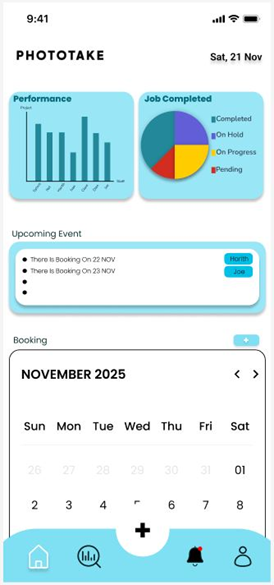 9:41
PHOTOTAKE
Sat, 21 Nov
Performance
Job Completed
Completed
On Hold
On Progress
Pending
Staff
Upcoming Event
There Is Booking On 22 NOV
Harith
There Is Booking On 23 NOV
Joe
Booking
+
NOVEMBER 2025
Sun Mon Tue Wed Thu Fri Sat
26 27 28 29 30 31 01
2 3 4 6 7 8